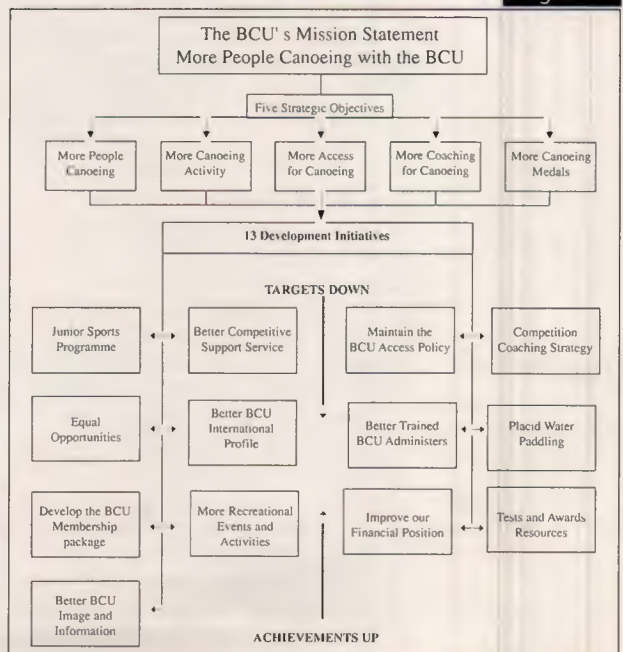 The BCU' s Mission Statement
More People Canoeing with the BCU
Five Strategic Objectives
More People
Canoeing
More Canoeing
Activity
More Access
for Canoeing
More Coaching
for Canoeing
More Canoeing
Medals
13 Development Initiatives
TARGETS DOWN
Junior Sports
Programme
Better Competitive
Support Service
Maintain the
BCU Access Policy
Competition
Coaching Strategy
Equal
Opportunities
Better BCU
International
Profile
Better Trained
BCU Administers
Placid Water
Paddling
Develop the BCU
Membership
package
More Recreational
Events and
Activities
Improve our
Financial Position
Tests and Awards
Resources
Better BCU
Image and
Information
ACHIEVEMENTS UP